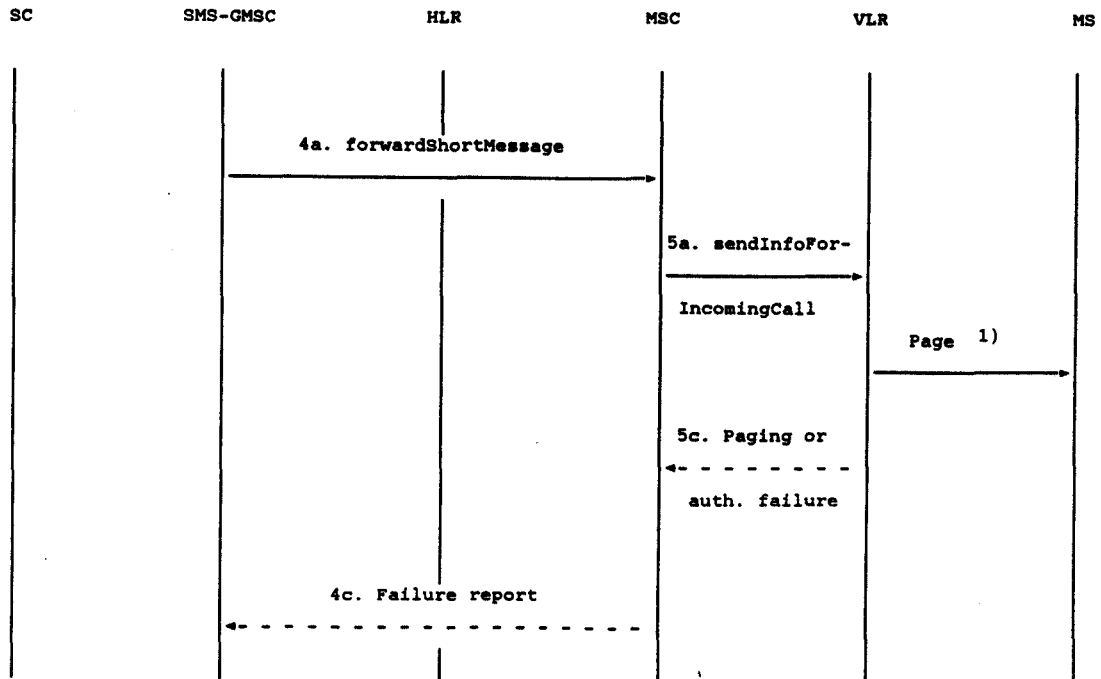 SC SMS-GMSC HLR MSC VLR MS
4a. forwardShortMessage
5a. sendInfoFor-
IncomingCall
Page 1)
5c. Paging or
auth. failure
4c. Failure report